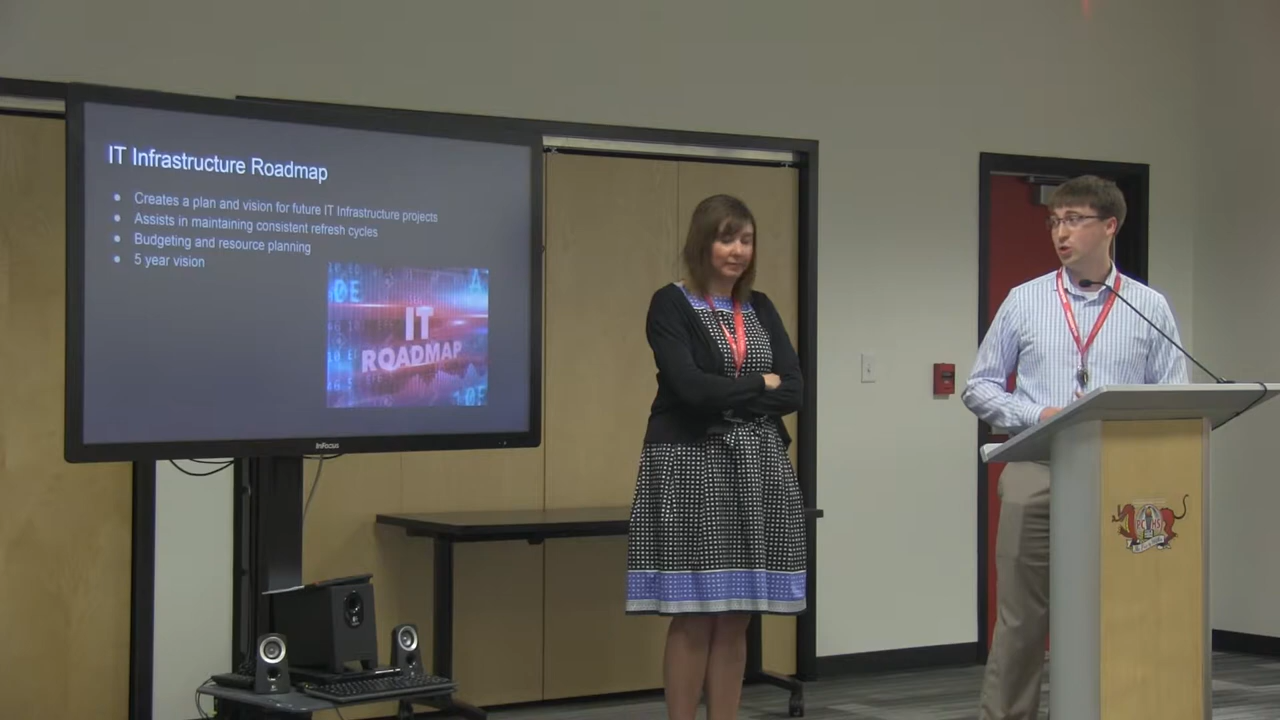 IT Infrastructure Roadmap
● Creates a plan and vision for future IT Infrastructure projects
● Assists in maintaining consistent refresh cycles
● Budgeting and resource planning
● 5 year vision
IT
ROADMAP
InFocus